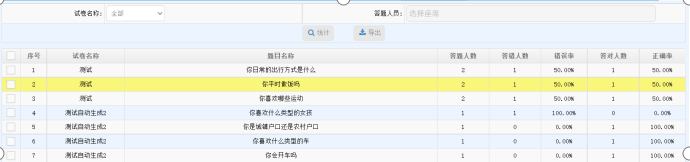 试卷名称: 全部 答题人员: 选择座席
统计 导出
序号 试卷名称 题目名称 答题人数 答错人数 错误率 答对人数 正确率
1 测试 你日常的出行方式是什么 2 1 50.00% 1 50.00%
2 测试 你平时做饭吗 2 1 50.00% 1 50.00%
3 测试 你喜欢哪些运动 2 1 50.00% 1 50.00%
4 测试自动生成2 你喜欢什么类型的女孩 1 1 100.00% 0 0.00%
5 测试自动生成2 你是城镇户口还是农村户口 1 0 0.00% 1 100.00%
6 测试自动生成2 你喜欢什么类型的车 1 0 0.00% 1 100.00%
7 测试自动生成2 你会开车吗 1 0 0.00% 1 100.00%